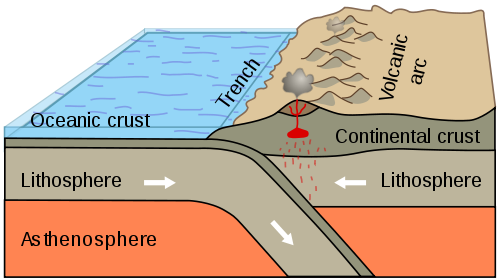 Trench
Volcanic
arc
Oceanic crust
Continental crust
Lithosphere
Lithosphere
Asthenosphere